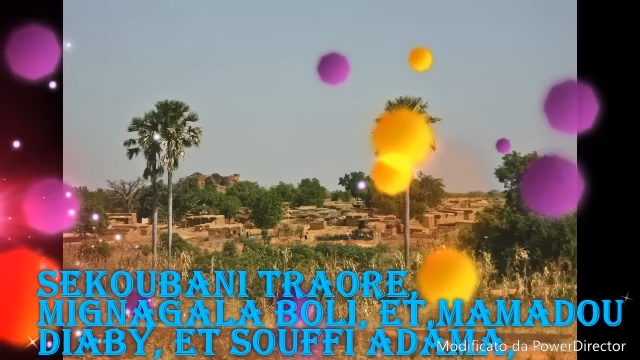 SEKOUBANI TRAORE,
MIGNAGALA BOLI, ET MAMADOU
DIABY, ET SOUFFI ADAMA
Modificato da PowerDirector